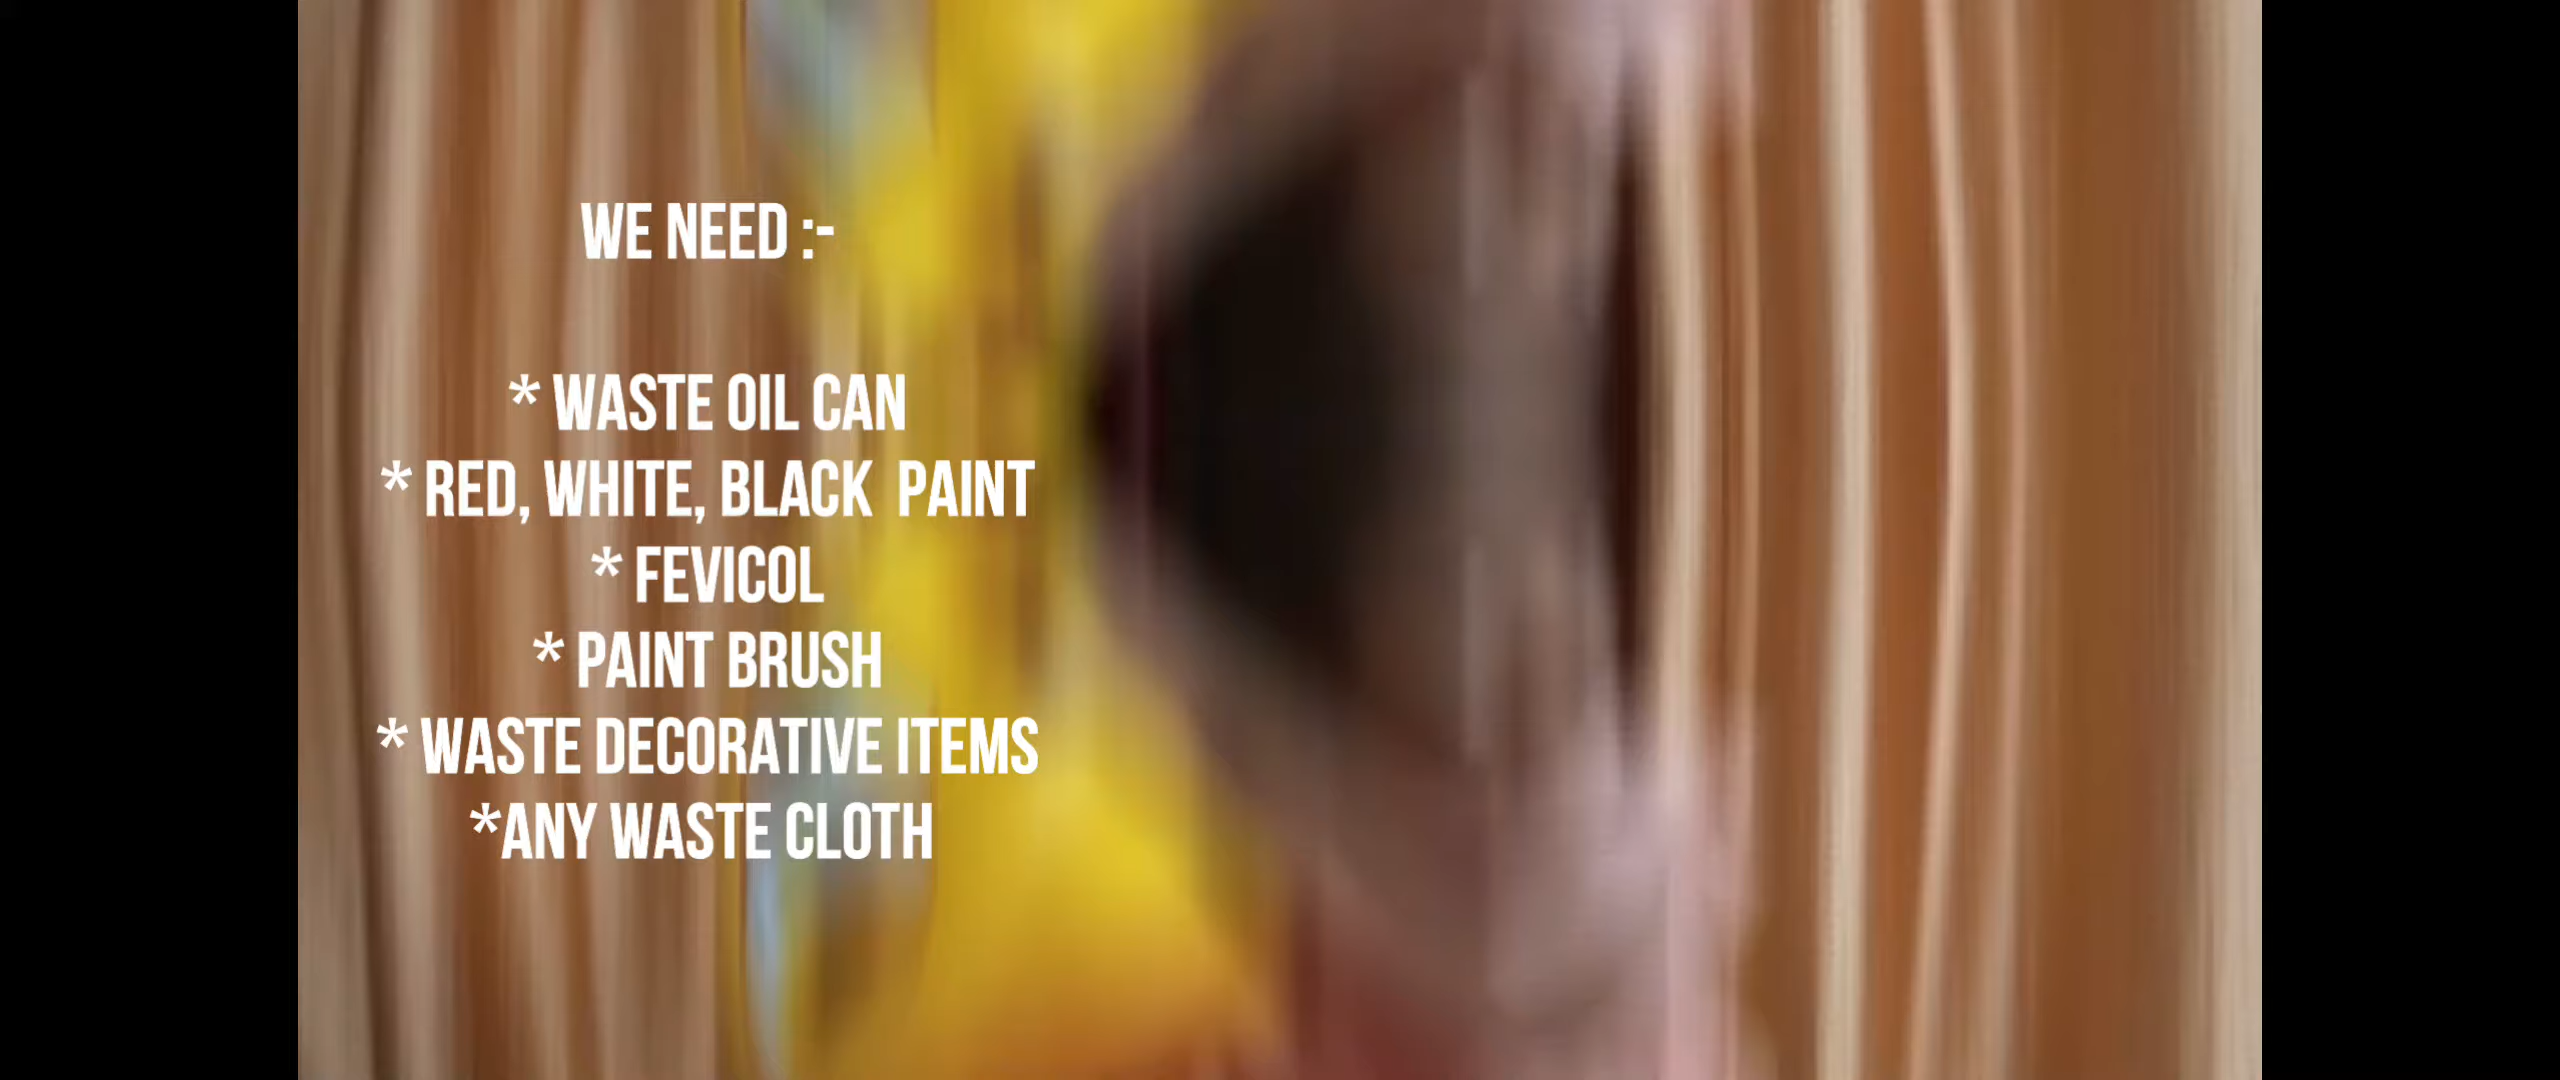 WE NEED :-
* WASTE OIL CAN
* RED, WHITE, BLACK  PAINT
* FEVICOL
* PAINT BRUSH
* WASTE DECORATIVE ITEMS
*ANY WASTE CLOTH